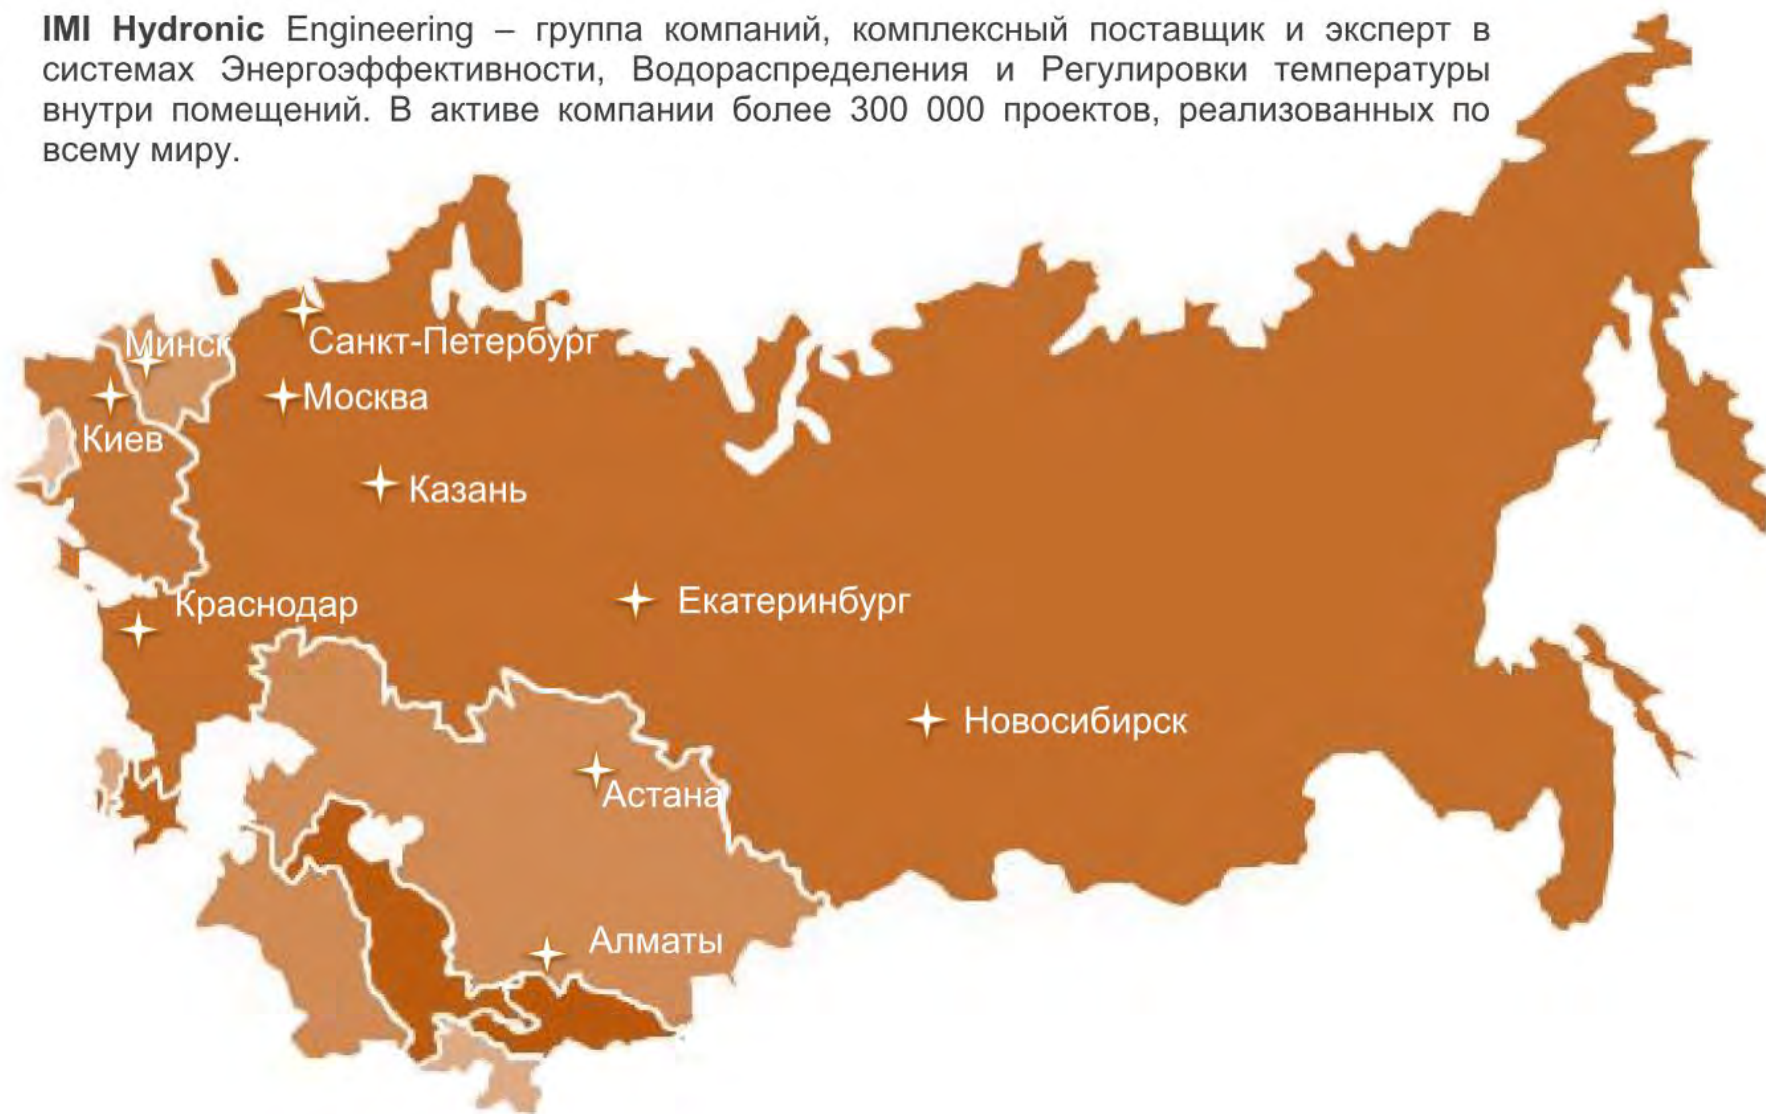 IMI Hydronic Engineering – группа компаний, комплексный поставщик и эксперт в
системах Энергоэффективности, Водораспределения и Регулировки температуры
внутри помещений. В активе компании более 300 000 проектов, реализованных по
всему миру.
Минск
Санкт-Петербург
Москва
Киев
Казань
Краснодар
Екатеринбург
Новосибирск
Астана
Алматы